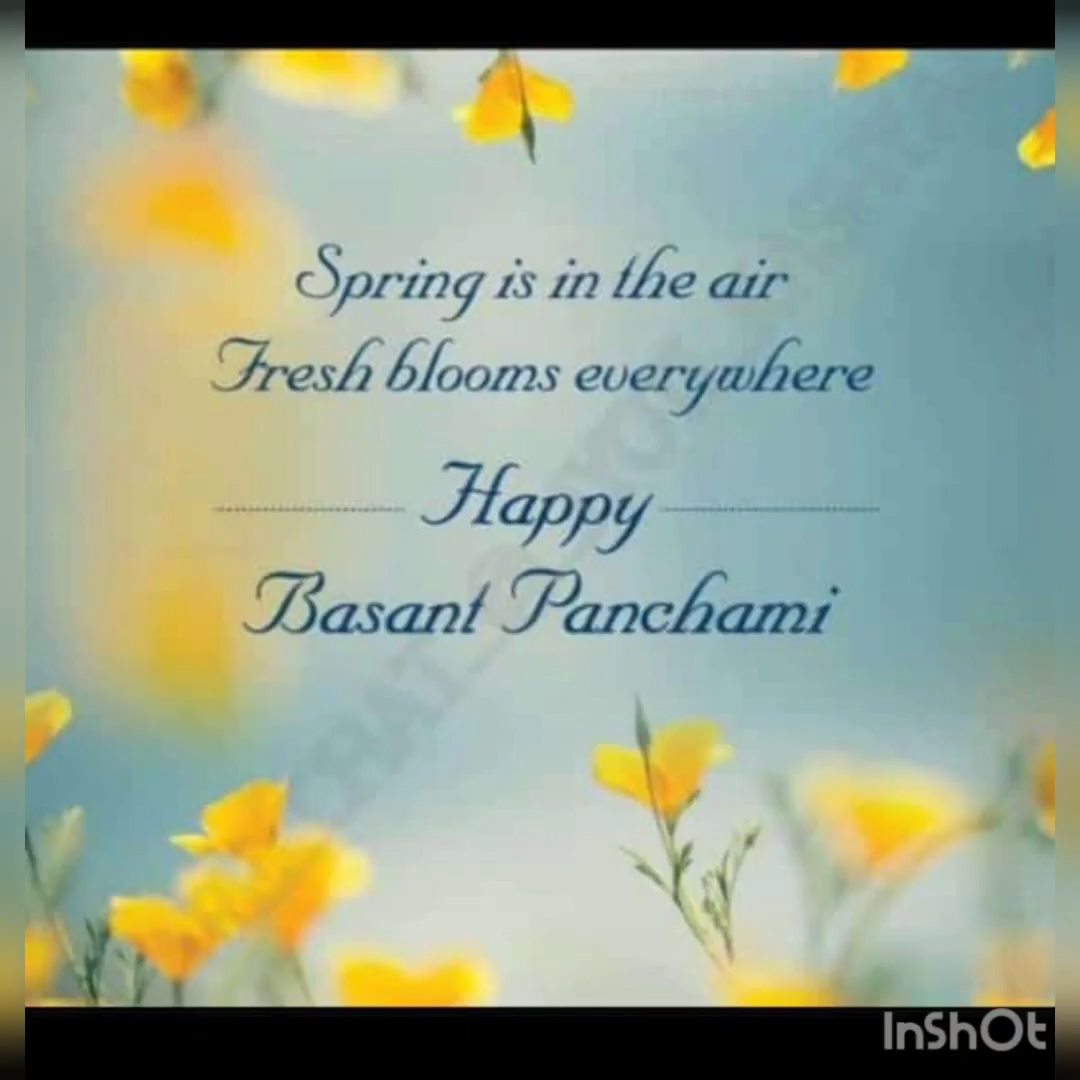 Spring is in the air
Fresh blooms everywhere
Happy
Basant Panchami
InShOt